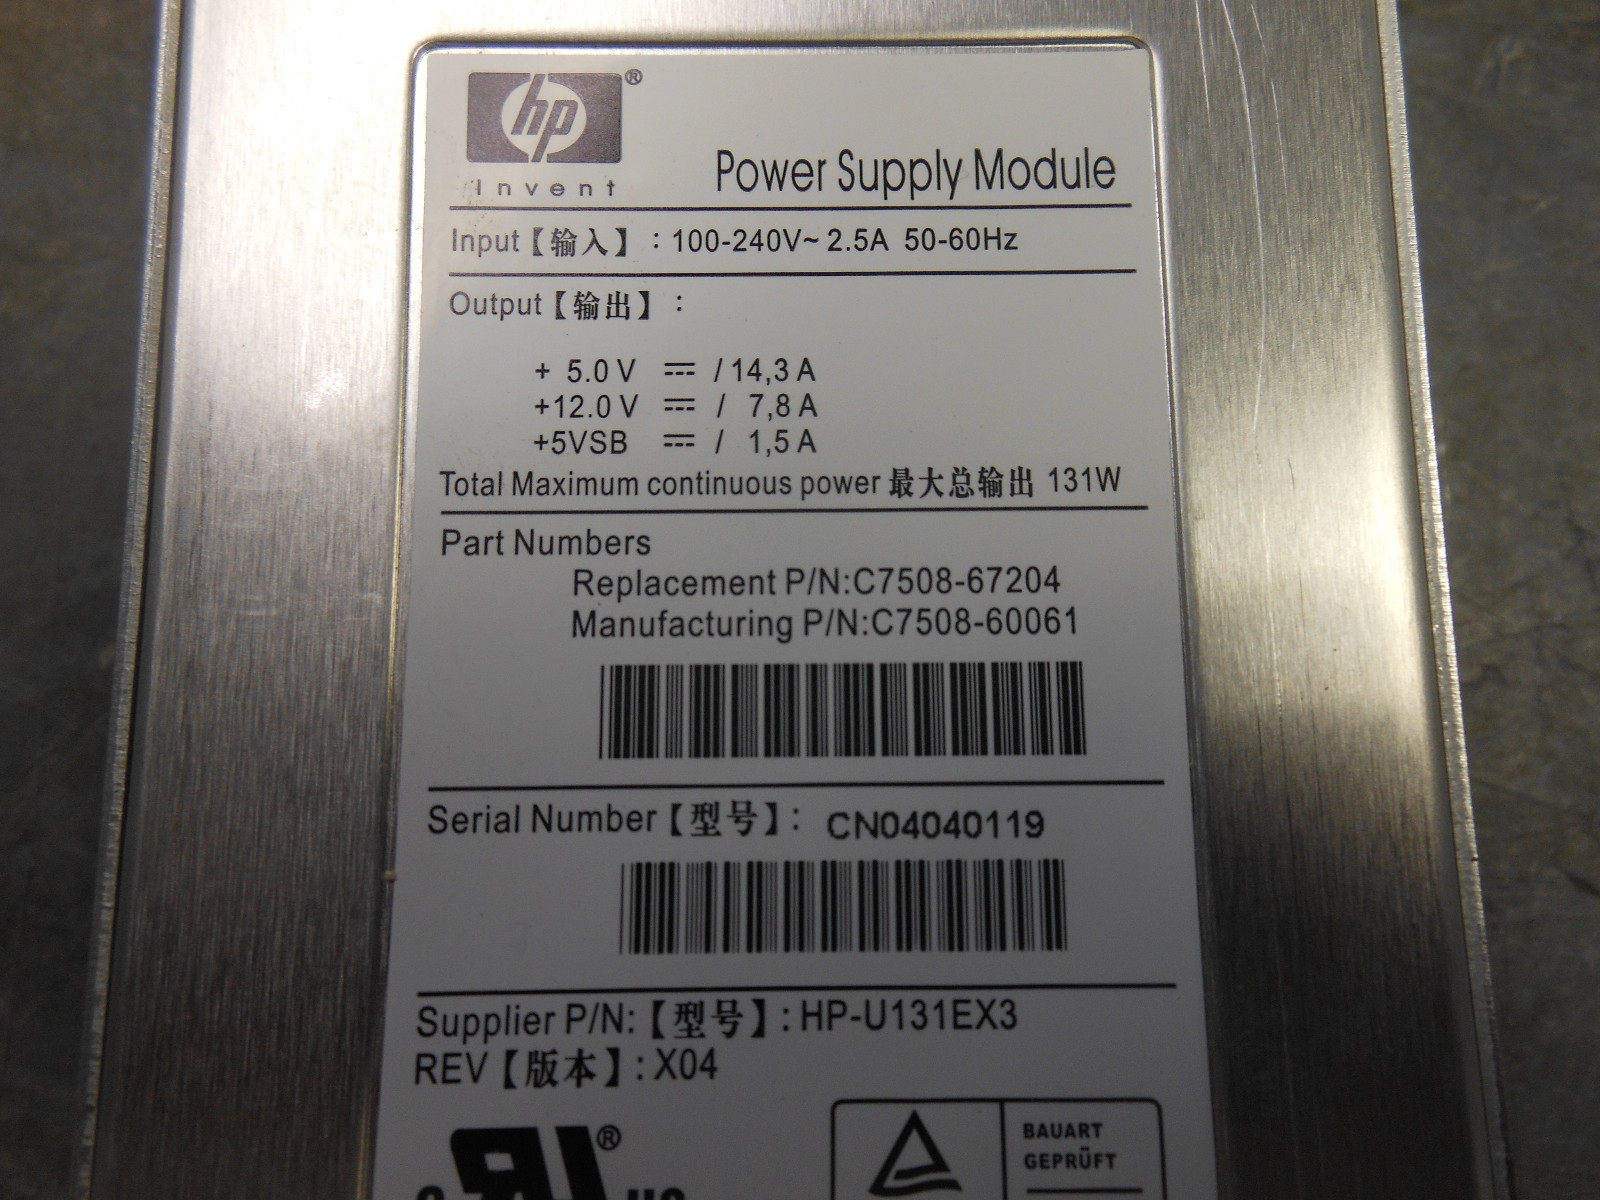 hp®
invent
Power Supply Module
Input【输入】: 100-240V~ 2.5A 50-60Hz
Output【输出】:
+ 5.0 V ⎓ / 14,3 A
+12.0 V ⎓ / 7,8 A
+5VSB ⎓ / 1,5 A
Total Maximum continuous power 最大总输出 131W
Part Numbers
Replacement P/N:C7508-67204
Manufacturing P/N:C7508-60061
Serial Number【型号】: CN04040119
Supplier P/N:【型号】: HP-U131EX3
REV【版本】: X04
®
BAUART
GEPRÜFT